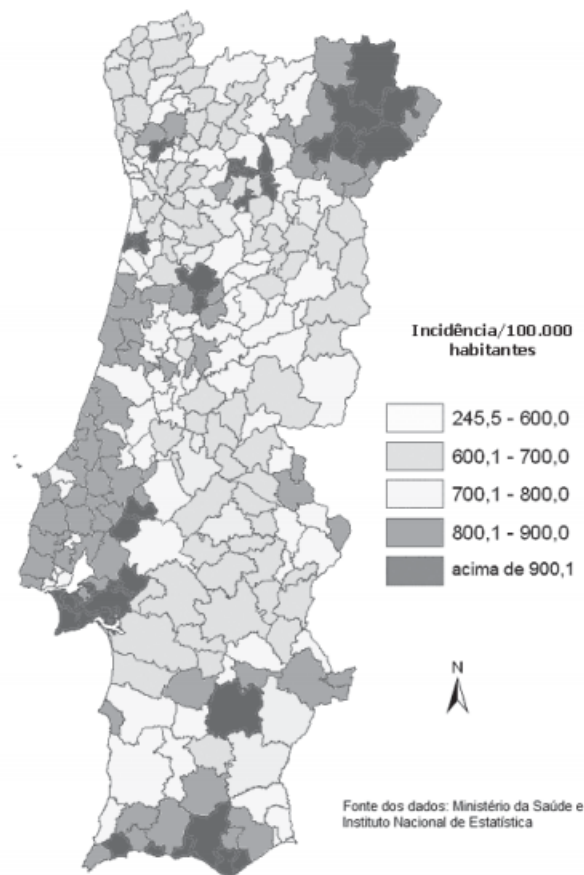 Incidência/100.000
habitantes
245,5 - 600,0
600,1 - 700,0
700,1 - 800,0
800,1 - 900,0
acima de 900,1
N
Fonte dos dados: Ministério da Saúde e
Instituto Nacional de Estatística